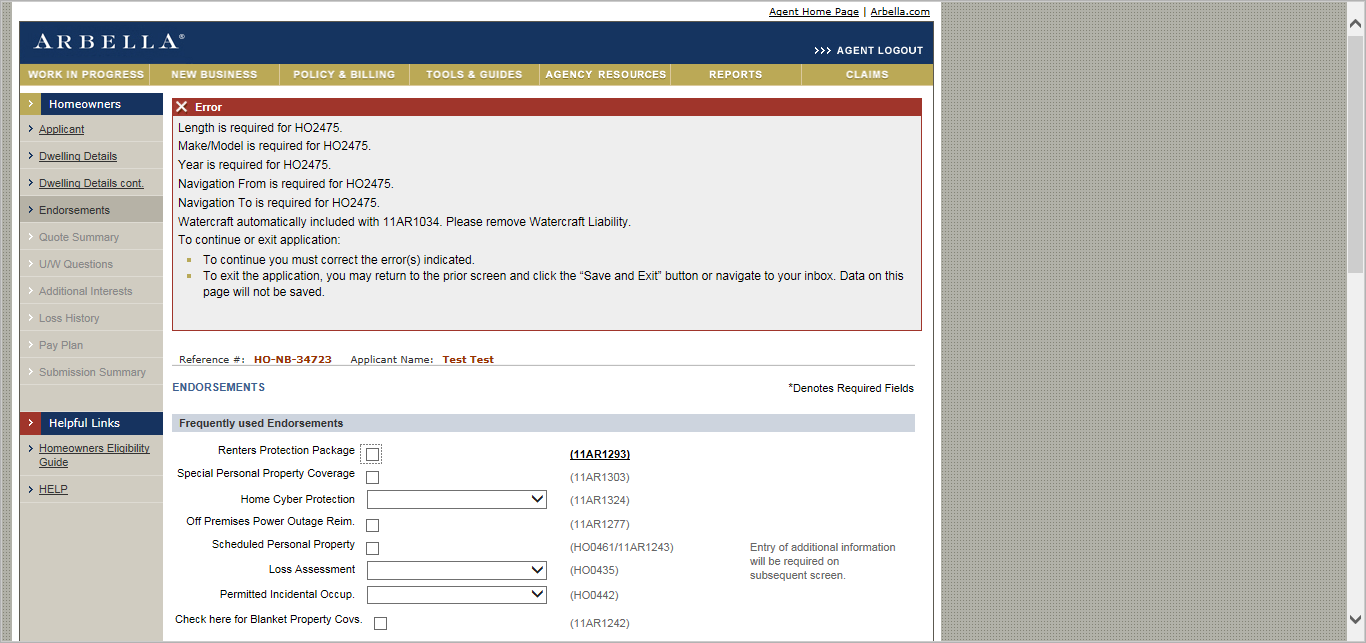 Agent Home Page | Arbella.com
ARBELLA®
>>> AGENT LOGOUT
WORK IN PROGRESS NEW BUSINESS POLICY & BILLING TOOLS & GUIDES AGENCY RESOURCES REPORTS CLAIMS
Homeowners
Applicant
Dwelling Details
Dwelling Details cont.
Endorsements
Quote Summary
U/W Questions
Additional Interests
Loss History
Pay Plan
Submission Summary
Helpful Links
Homeowners Eligibility
Guide
HELP
Error
Length is required for HO2475.
Make/Model is required for HO2475.
Year is required for HO2475.
Navigation From is required for HO2475.
Navigation To is required for HO2475.
Watercraft automatically included with 11AR1034. Please remove Watercraft Liability.
To continue or exit application:
To continue you must correct the error(s) indicated.
To exit the application, you may return to the prior screen and click the “Save and Exit” button or navigate to your inbox. Data on this
page will not be saved.
Reference #: HO-NB-34723 Applicant Name: Test Test
ENDORSEMENTS
*Denotes Required Fields
Frequently used Endorsements
Renters Protection Package (11AR1293)
Special Personal Property Coverage (11AR1303)
Home Cyber Protection (11AR1324)
Off Premises Power Outage Reim. (11AR1277)
Scheduled Personal Property (HO0461/11AR1243)
Entry of additional information
will be required on
subsequent screen.
Loss Assessment (HO0435)
Permitted Incidental Occup. (HO0442)
Check here for Blanket Property Covs. (11AR1242)